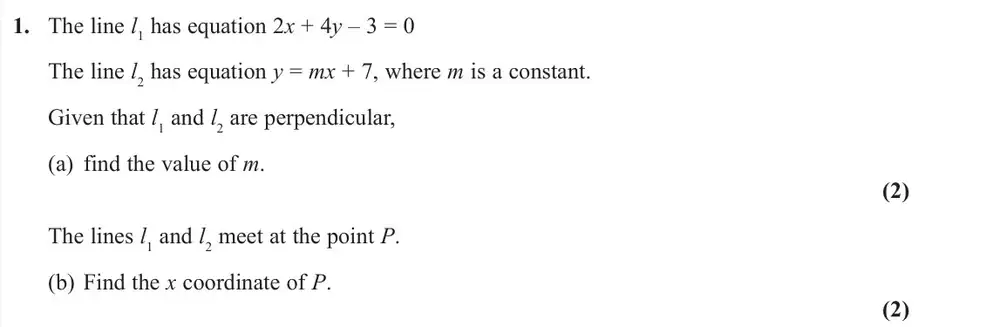 1. The line l₁ has equation 2x + 4y – 3 = 0
The line l₂ has equation y = mx + 7, where m is a constant.
Given that l₁ and l₂ are perpendicular,
(a) find the value of m.
(2)
The lines l₁ and l₂ meet at the point P.
(b) Find the x coordinate of P.
(2)